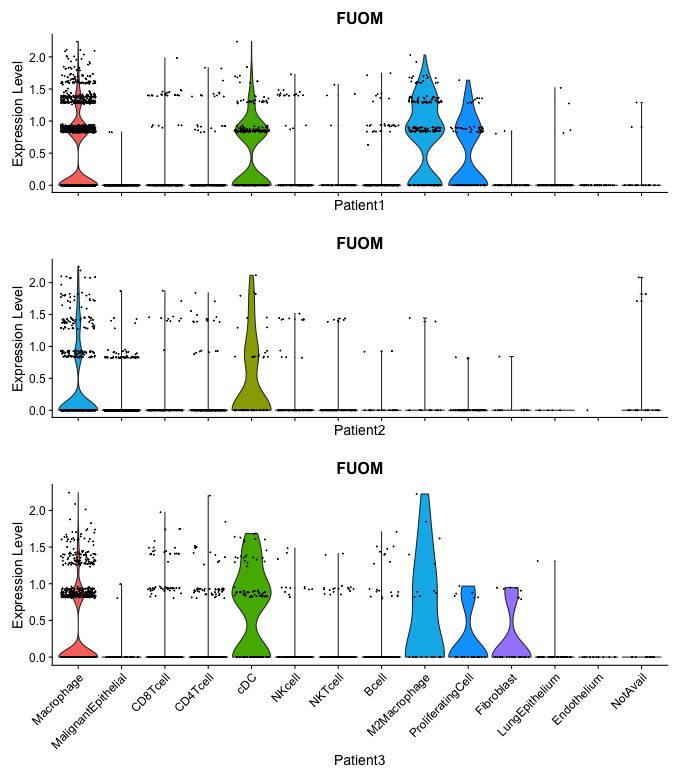 FUOM
Expression Level
2.0
1.5
1.0
0.5
0.0
Patient1
FUOM
Expression Level
2.0
1.5
1.0
0.5
0.0
Patient2
FUOM
Expression Level
2.0
1.5
1.0
0.5
0.0
Macrophage
MalignantEpithelial
CD8Tcell
CD4Tcell
cDC
NKcell
NKTcell
Bcell
M2Macrophage
ProliferatingCell
Fibroblast
LungEpithelium
Endothelium
NotAvail
Patient3